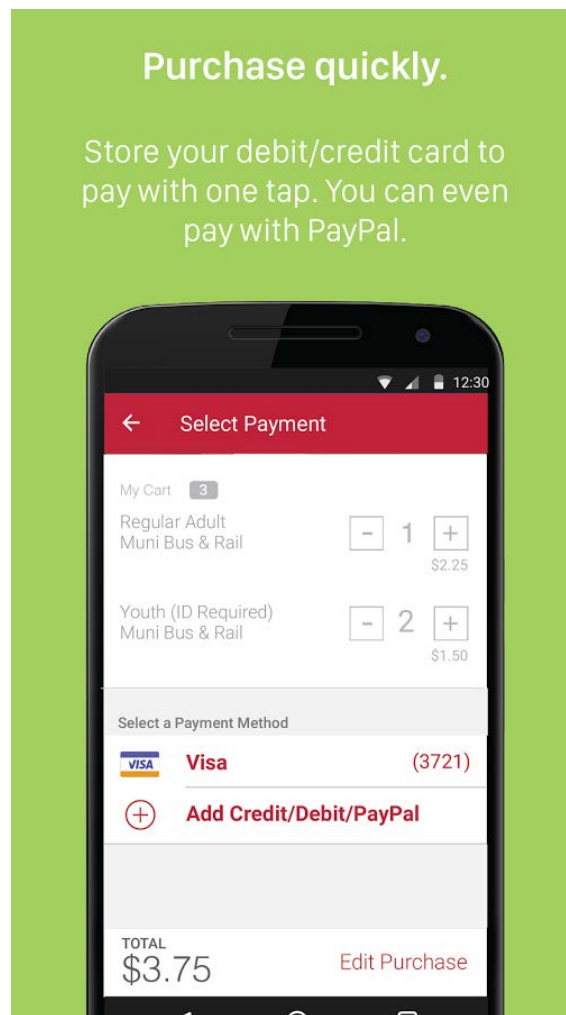 Purchase quickly.
Store your debit/credit card to
pay with one tap. You can even
pay with PayPal.
12:30
Select Payment
My Cart 3
Regular Adult
Muni Bus & Rail
- 1 +
$2.25
Youth (ID Required)
Muni Bus & Rail
- 2 +
$1.50
Select a Payment Method
VISA Visa (3721)
+ Add Credit/Debit/PayPal
TOTAL
$3.75 Edit Purchase